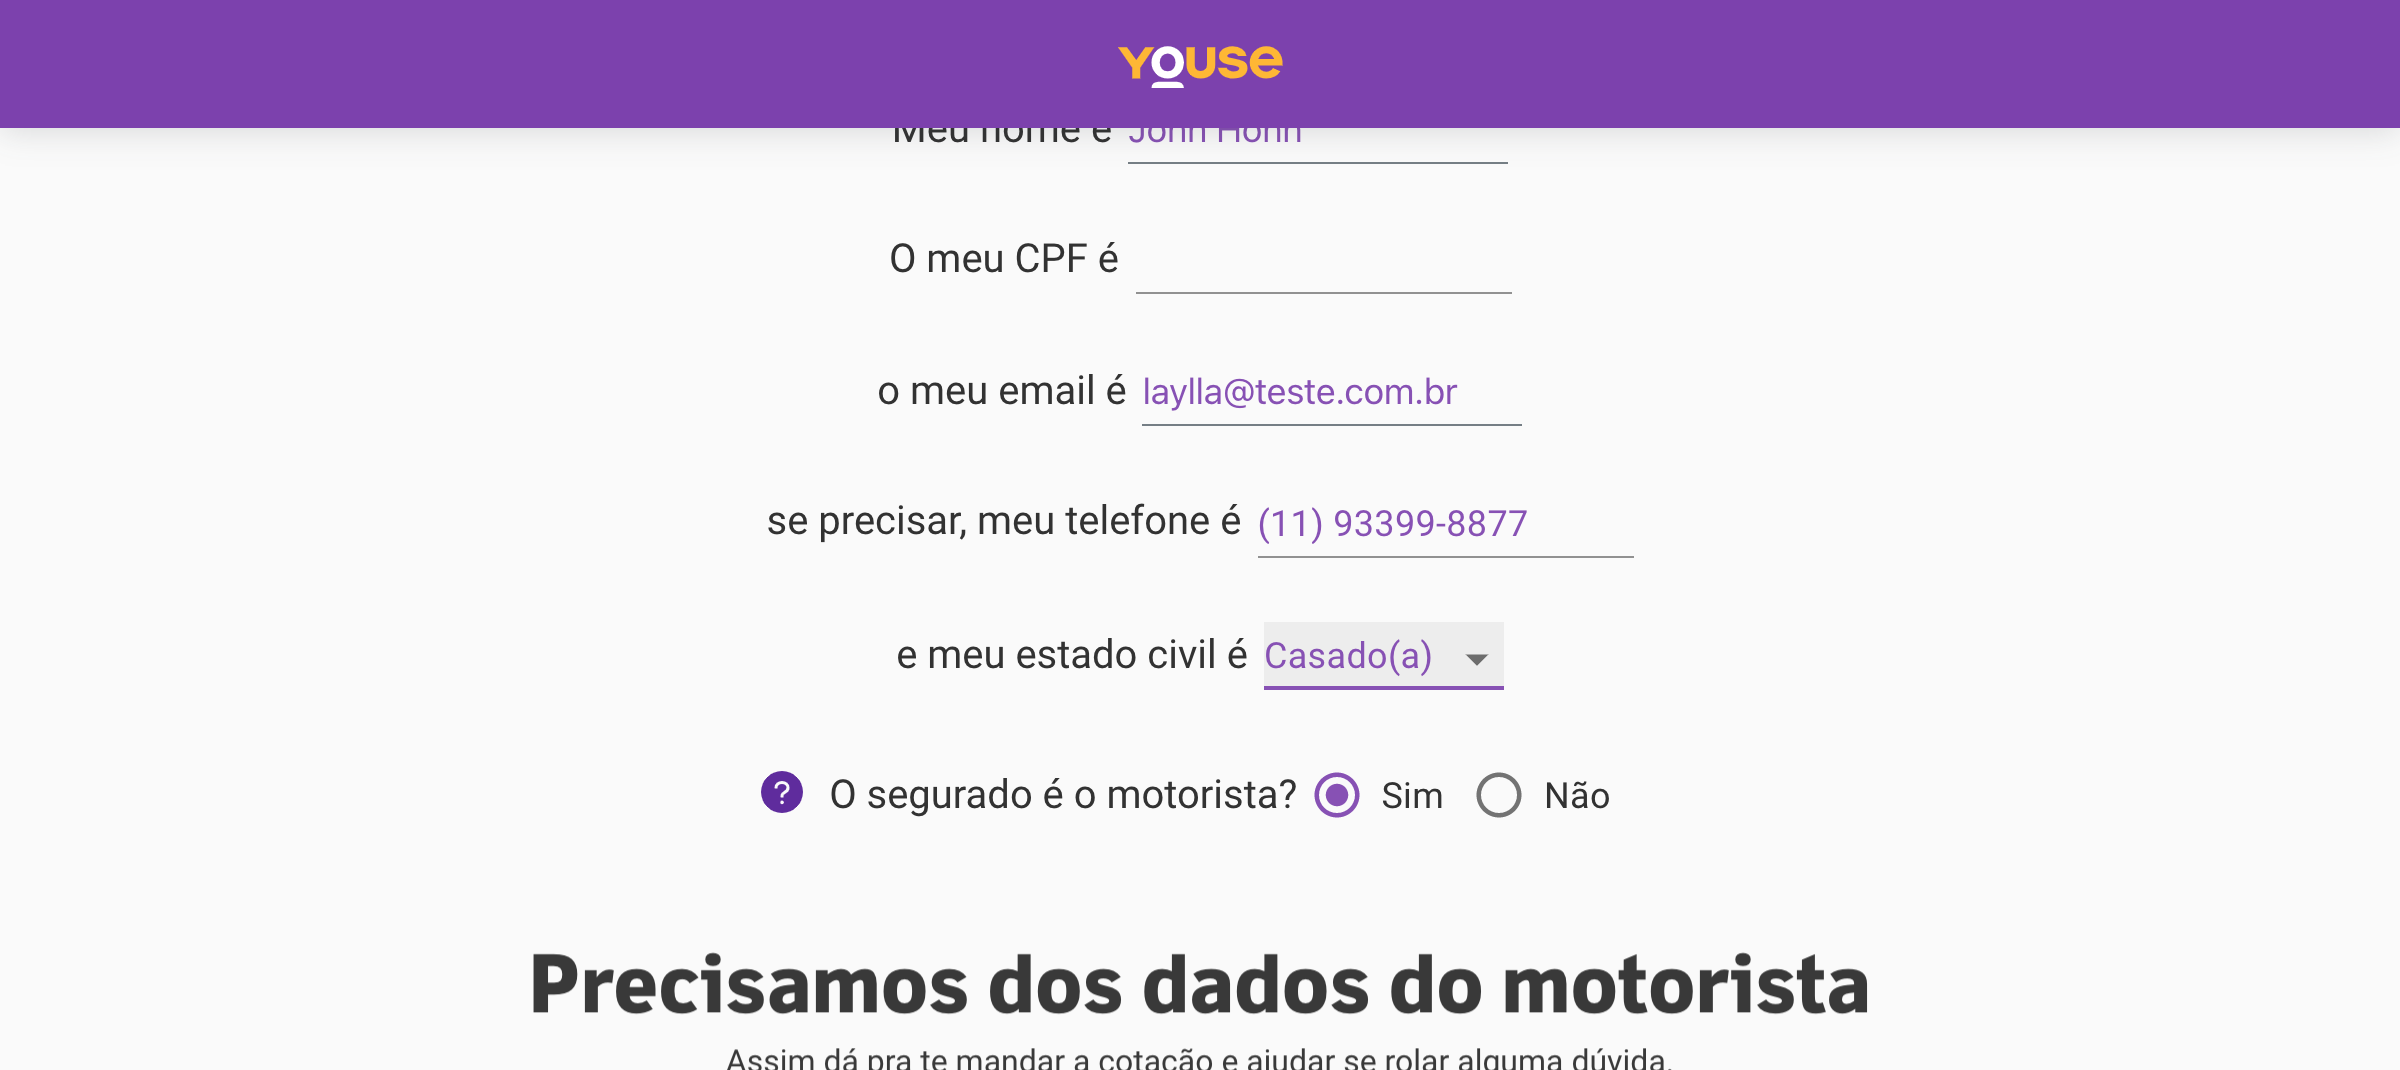 Youse
Meu nome é John Honn
O meu CPF é
o meu email é laylla@teste.com.br
se precisar, meu telefone é (11) 93399-8877
e meu estado civil é Casado(a)
? O segurado é o motorista? Sim Não
Precisamos dos dados do motorista
Assim dá pra te mandar a cotação e ajudar se rolar alguma dúvida.